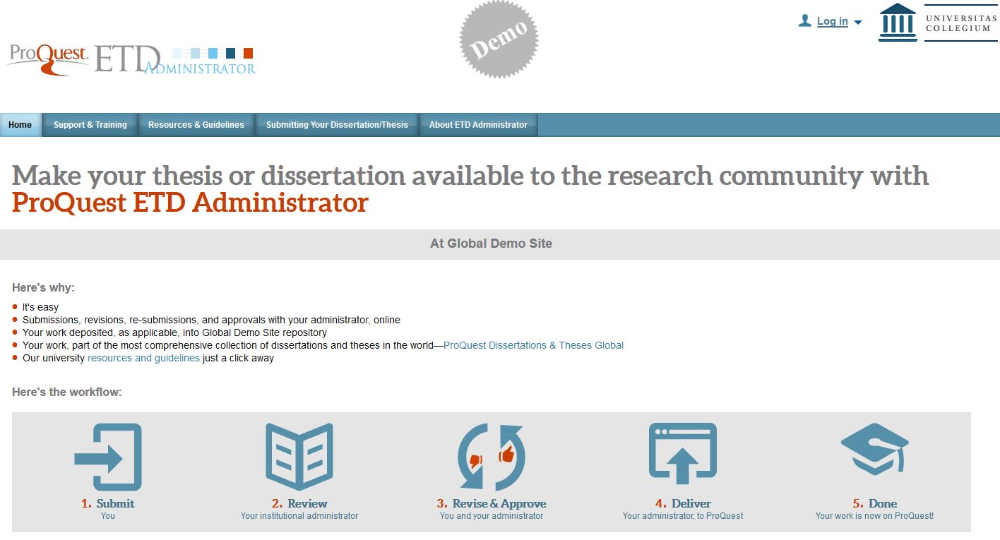 Demo
Log in
UNIVERSITAS
COLLEGIUM
ProQuest ETD ADMINISTRATOR
Home
Support & Training
Resources & Guidelines
Submitting Your Dissertation/Thesis
About ETD Administrator
Make your thesis or dissertation available to the research community with
ProQuest ETD Administrator
At Global Demo Site
Here's why:
It's easy
Submissions, revisions, re-submissions, and approvals with your administrator, online
Your work deposited, as applicable, into Global Demo Site repository
Your work, part of the most comprehensive collection of dissertations and theses in the world—ProQuest Dissertations & Theses Global
Our university resources and guidelines just a click away
Here's the workflow:
1. Submit
You
2. Review
Your institutional administrator
3. Revise & Approve
You and your administrator
4. Deliver
Your administrator, to ProQuest
5. Done
Your work is now on ProQuest!